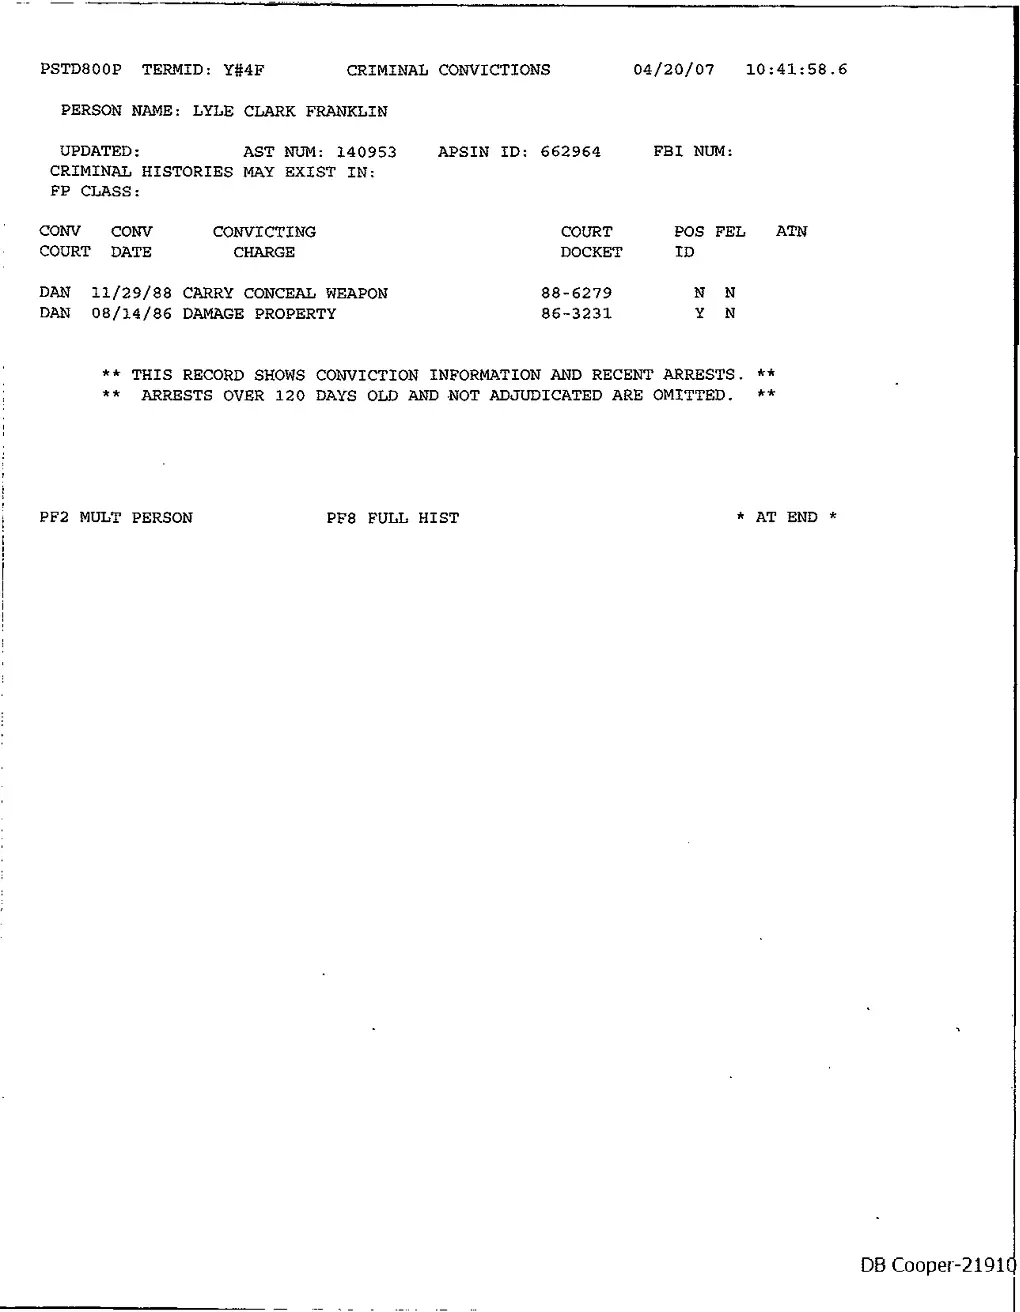 PSTD800P TERMID: Y#4F CRIMINAL CONVICTIONS 04/20/07 10:41:58.6
PERSON NAME: LYLE CLARK FRANKLIN
UPDATED: AST NUM: 140953 APSIN ID: 662964 FBI NUM:
CRIMINAL HISTORIES MAY EXIST IN:
FP CLASS:
CONV CONV CONVICTING COURT POS FEL ATN
COURT DATE CHARGE DOCKET ID
DAN 11/29/88 CARRY CONCEAL WEAPON 88-6279 N N
DAN 08/14/86 DAMAGE PROPERTY 86-3231 Y N
** THIS RECORD SHOWS CONVICTION INFORMATION AND RECENT ARRESTS. **
** ARRESTS OVER 120 DAYS OLD AND NOT ADJUDICATED ARE OMITTED. **
PF2 MULT PERSON PF8 FULL HIST * AT END *
DB Cooper-21910